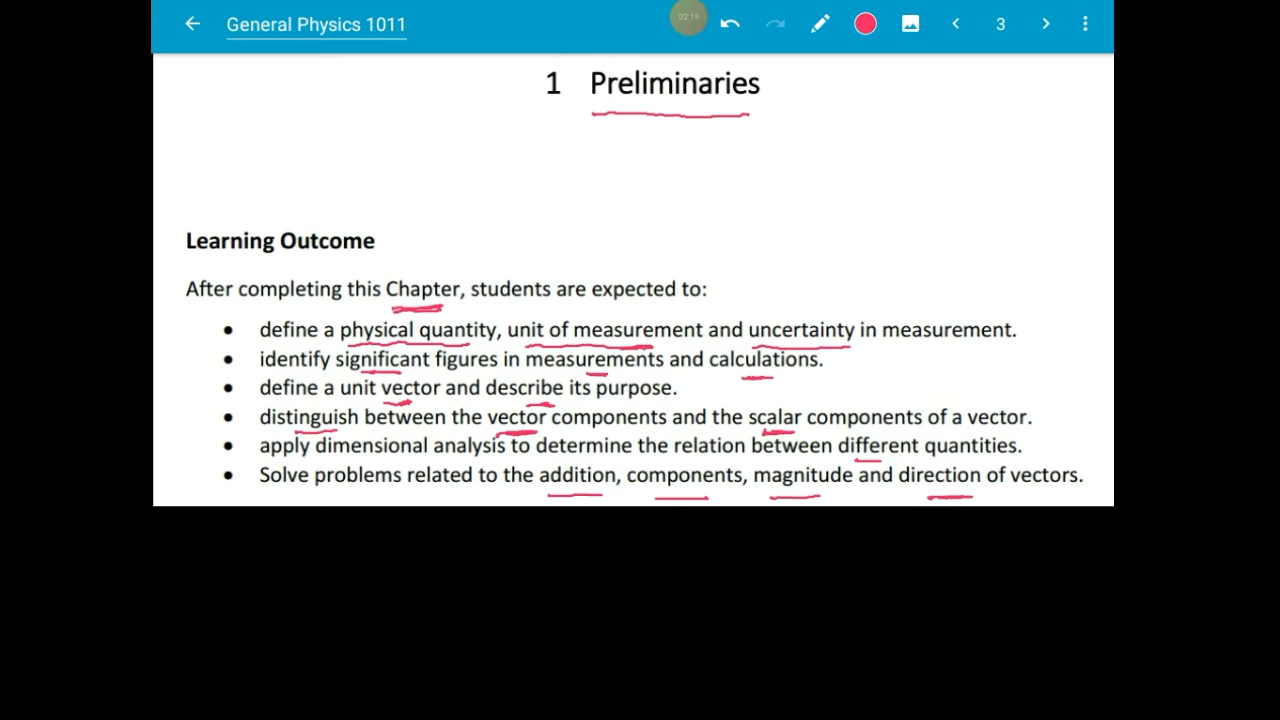 General Physics 1011
02:19
3
1 Preliminaries
Learning Outcome
After completing this Chapter, students are expected to:
• define a physical quantity, unit of measurement and uncertainty in measurement.
• identify significant figures in measurements and calculations.
• define a unit vector and describe its purpose.
• distinguish between the vector components and the scalar components of a vector.
• apply dimensional analysis to determine the relation between different quantities.
• Solve problems related to the addition, components, magnitude and direction of vectors.